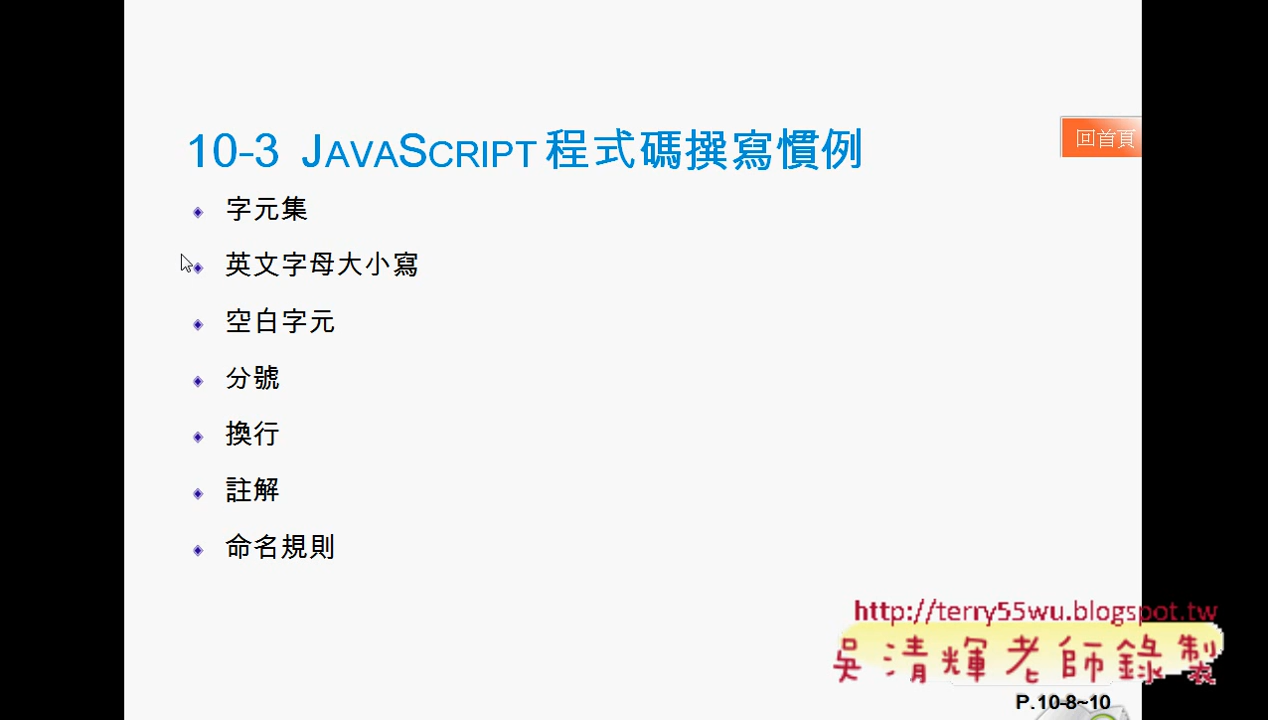 10-3 JAVASCRIPT 程式碼撰寫慣例
回首頁
字元集
英文字母大小寫
空白字元
分號
換行
註解
命名規則
http://terry55wu.blogspot.tw
吳清輝老師錄製
P.10-8~10